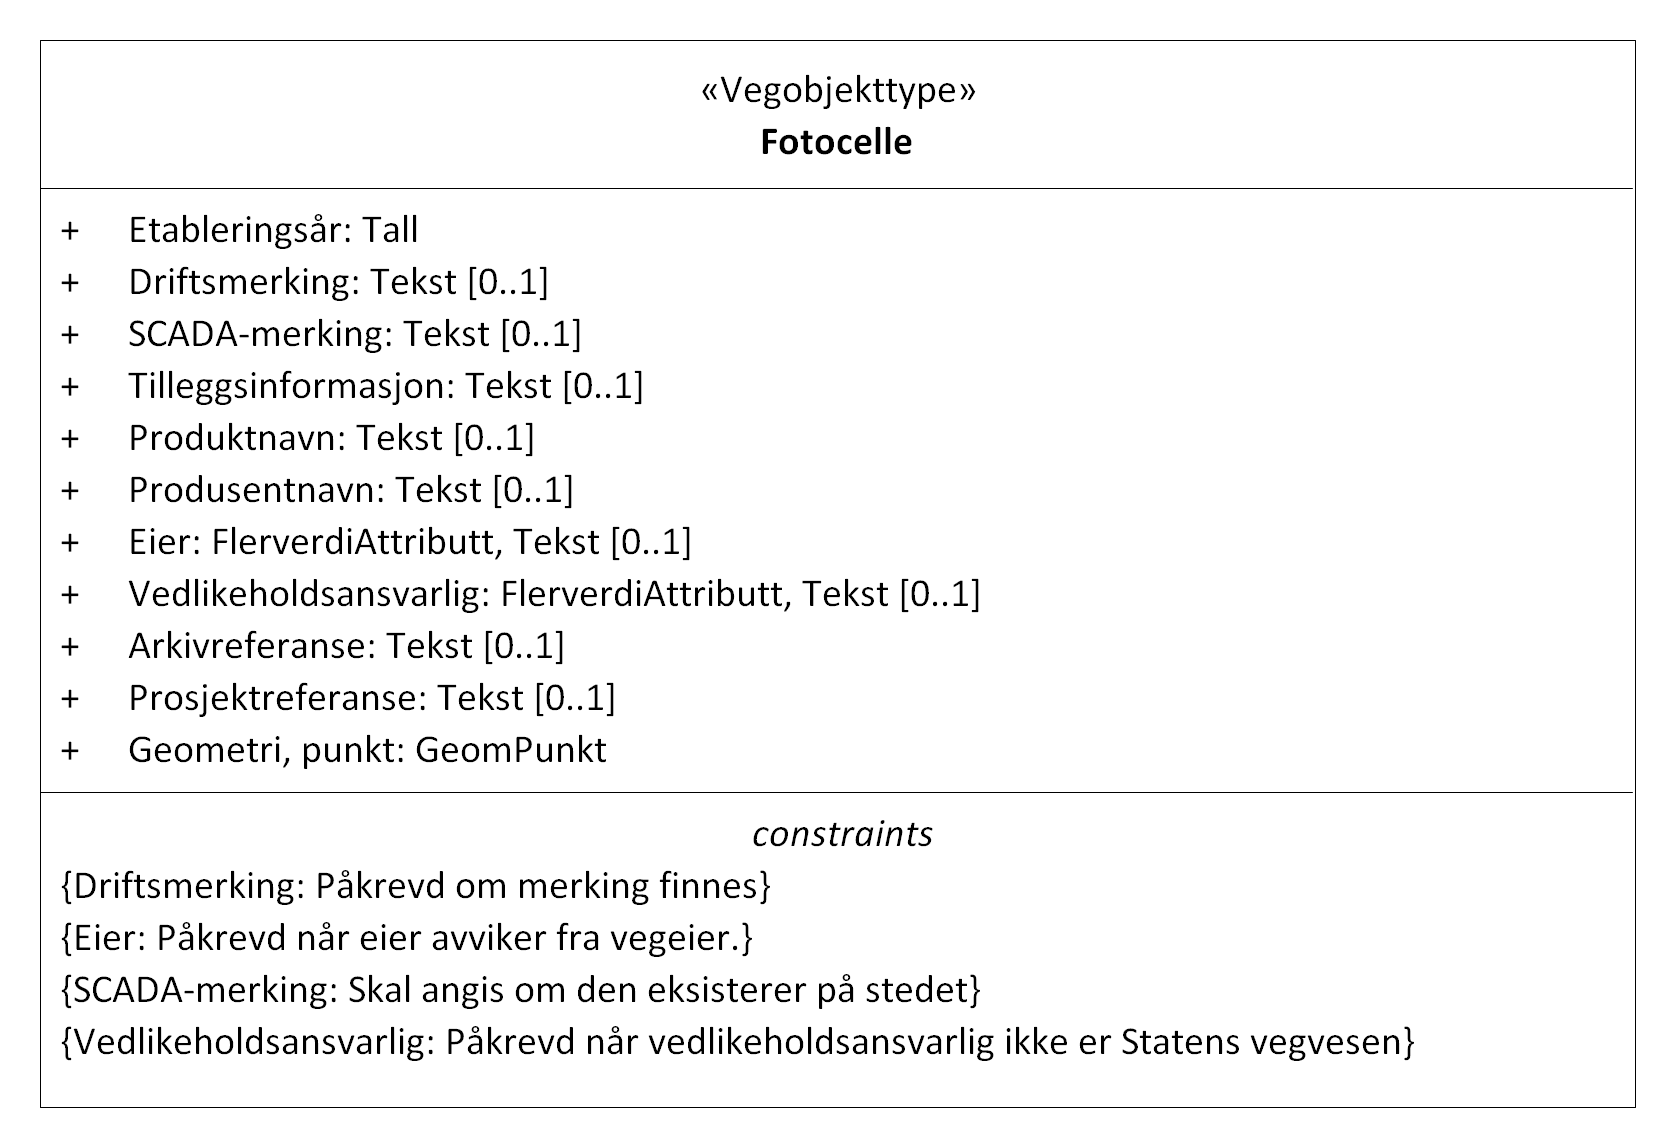 «Vegobjekttype»
Fotocelle
+ Etableringsår: Tall
+ Driftsmerking: Tekst [0..1]
+ SCADA-merking: Tekst [0..1]
+ Tilleggsinformasjon: Tekst [0..1]
+ Produktnavn: Tekst [0..1]
+ Produsentnavn: Tekst [0..1]
+ Eier: FlerverdiAttributt, Tekst [0..1]
+ Vedlikeholdsansvarlig: FlerverdiAttributt, Tekst [0..1]
+ Arkivreferanse: Tekst [0..1]
+ Prosjektreferanse: Tekst [0..1]
+ Geometri, punkt: GeomPunkt
constraints
{Driftsmerking: Påkrevd om merking finnes}
{Eier: Påkrevd når eier avviker fra vegeier.}
{SCADA-merking: Skal angis om den eksisterer på stedet}
{Vedlikeholdsansvarlig: Påkrevd når vedlikeholdsansvarlig ikke er Statens vegvesen}